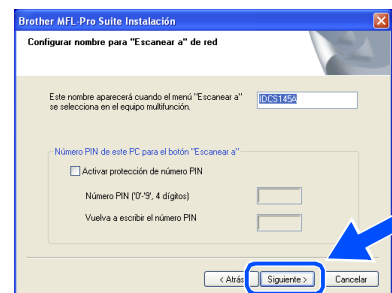 Brother MFL-Pro Suite Instalación
Configurar nombre para "Escanear a" de red
Este nombre aparecerá cuando el menú "Escanear a"
se selecciona en el equipo multifunción.
IDCS145A
Número PIN de este PC para el botón "Escanear a"
Activar protección de número PIN
Número PIN ('0'-'9', 4 dígitos)
Vuelva a escribir el número PIN
< Atrás
Siguiente >
Cancelar